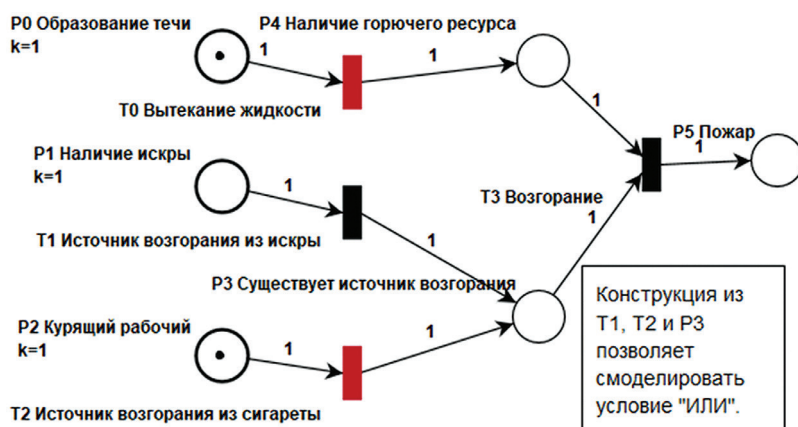 P0 Образование течи
k=1
P4 Наличие горючего ресурса
1
1
T0 Вытекание жидкости
1
P5 Пожар
1
P1 Наличие искры
k=1
1
T3 Возгорание
1
T1 Источник возгорания из искры
1
P3 Существует источник возгорания
P2 Курящий рабочий
k=1
1
1
T2 Источник возгорания из сигареты
Конструкция из
T1, T2 и P3
позволяет
смоделировать
условие "ИЛИ".